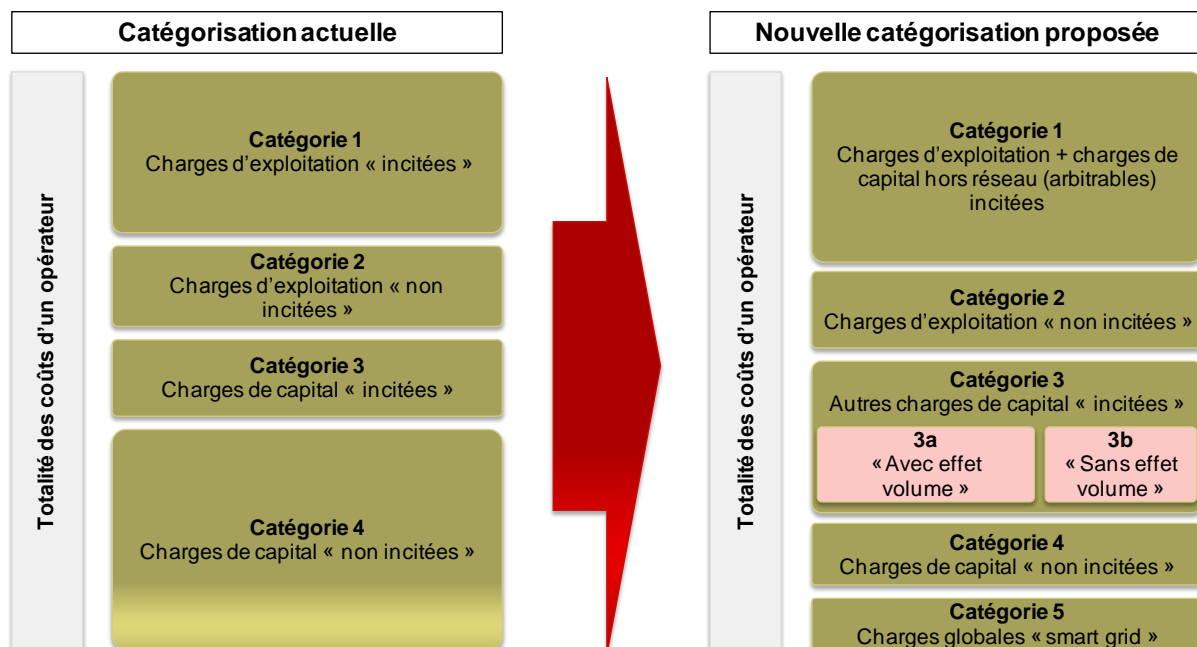 Catégorisation actuelle
Totalité des coûts d'un opérateur
Catégorie 1
Charges d'exploitation « incitées »
Catégorie 2
Charges d'exploitation « non
incitées »
Catégorie 3
Charges de capital « incitées »
Catégorie 4
Charges de capital « non incitées »
Nouvelle catégorisation proposée
Totalité des coûts d'un opérateur
Catégorie 1
Charges d'exploitation + charges de
capital hors réseau (arbitrables)
incitées
Catégorie 2
Charges d'exploitation « non incitées »
Catégorie 3
Autres charges de capital « incitées »
3a
« Avec effet
volume »
3b
« Sans effet
volume »
Catégorie 4
Charges de capital « non incitées »
Catégorie 5
Charges globales « smart grid »